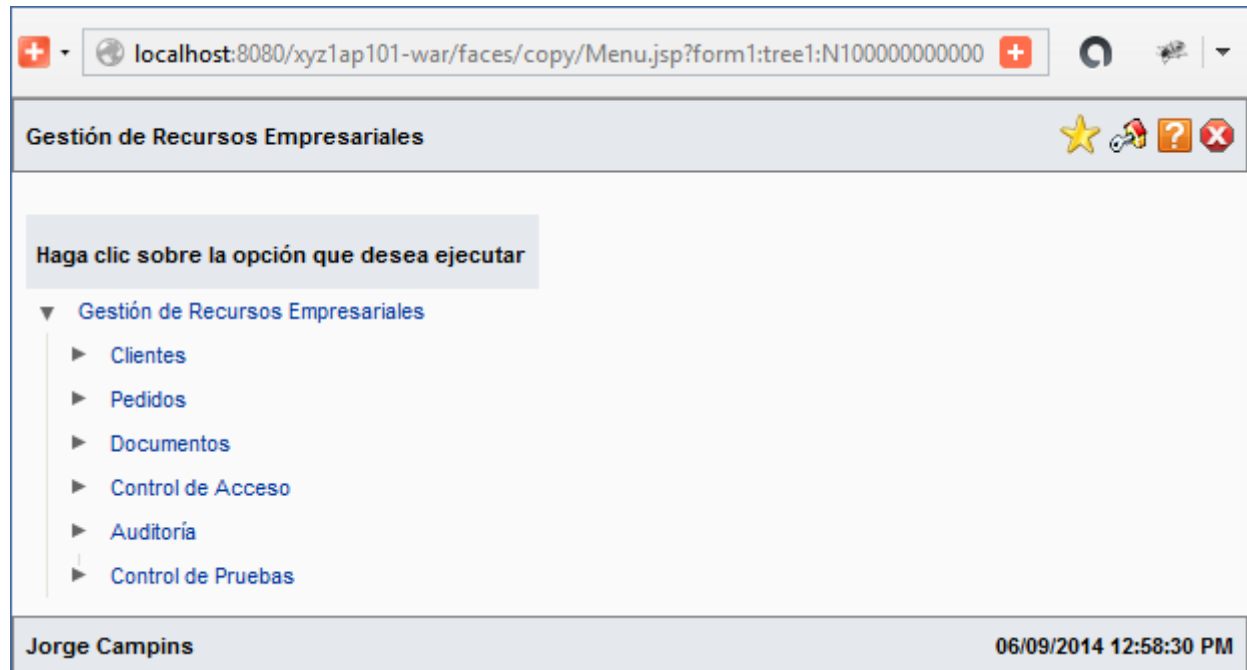 localhost:8080/xyz1ap101-war/faces/copy/Menu.jsp?form1:tree1:N100000000000
Gestión de Recursos Empresariales
Haga clic sobre la opción que desea ejecutar
Gestión de Recursos Empresariales
Clientes
Pedidos
Documentos
Control de Acceso
Auditoría
Control de Pruebas
Jorge Campins 06/09/2014 12:58:30 PM